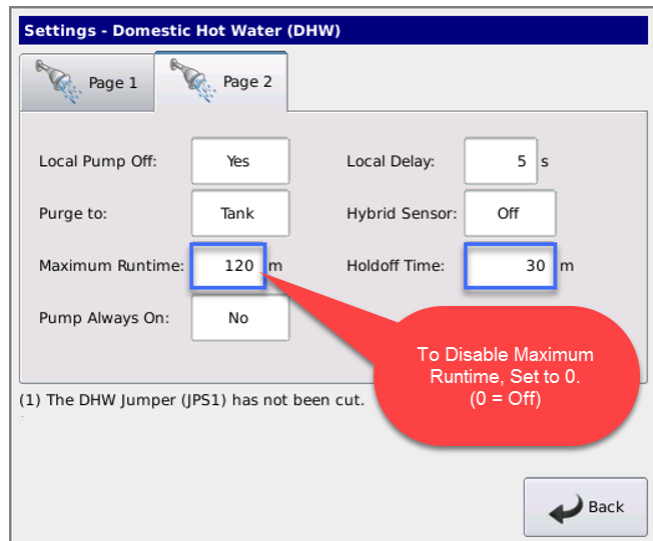 Settings - Domestic Hot Water (DHW)
Page 1
Page 2
Local Pump Off: Yes Local Delay: 5 s
Purge to: Tank Hybrid Sensor: Off
Maximum Runtime: 120 m Holdoff Time: 30 m
Pump Always On: No
To Disable Maximum
Runtime, Set to 0.
(0 = Off)
(1) The DHW Jumper (JPS1) has not been cut.
Back